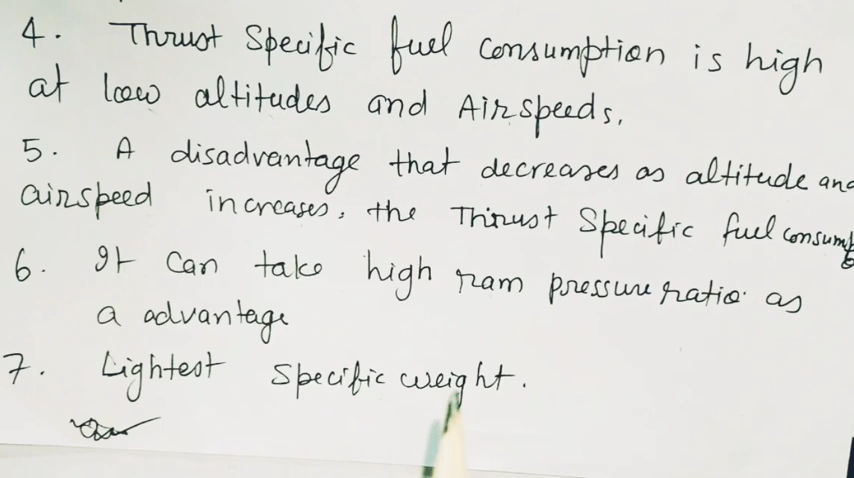 4. Thrust Specific fuel consumption is high
at low altitudes and Airspeeds,
5. A disadvantage that decreases as altitude and
airspeed increases, the Thrust Specific fuel consump
6. It Can take high ram pressure ratio as
a advantage
7. Lightest Specific weight.